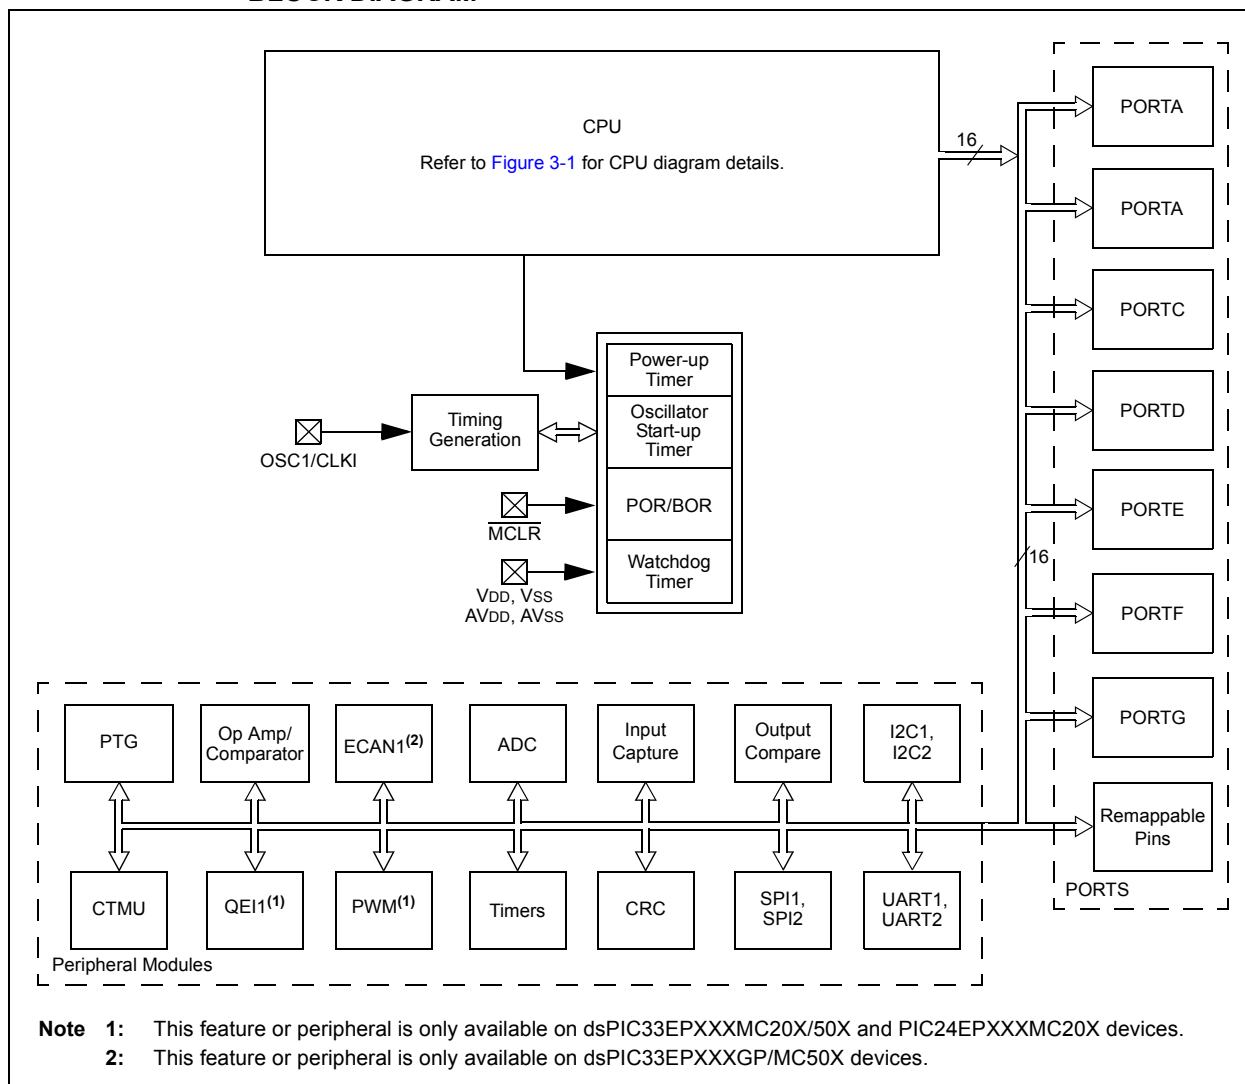 BLOCK DIAGRAM
CPU
Refer to Figure 3-1 for CPU diagram details.
16
PORTA
PORTA
PORTC
PORTD
PORTE
16
PORTF
PORTG
Remappable
Pins
PORTS
Power-up
Timer
Oscillator
Start-up
Timer
POR/BOR
Watchdog
Timer
Timing
Generation
OSC1/CLKI
MCLR
VDD, VSS
AVDD, AVSS
PTG
Op Amp/
Comparator
ECAN1(2)
ADC
Input
Capture
Output
Compare
I2C1,
I2C2
CTMU
QEI1(1)
PWM(1)
Timers
CRC
SPI1,
SPI2
UART1,
UART2
Peripheral Modules
Note 1: This feature or peripheral is only available on dsPIC33EPXXXMC20X/50X and PIC24EPXXXMC20X devices.
2: This feature or peripheral is only available on dsPIC33EPXXXGP/MC50X devices.